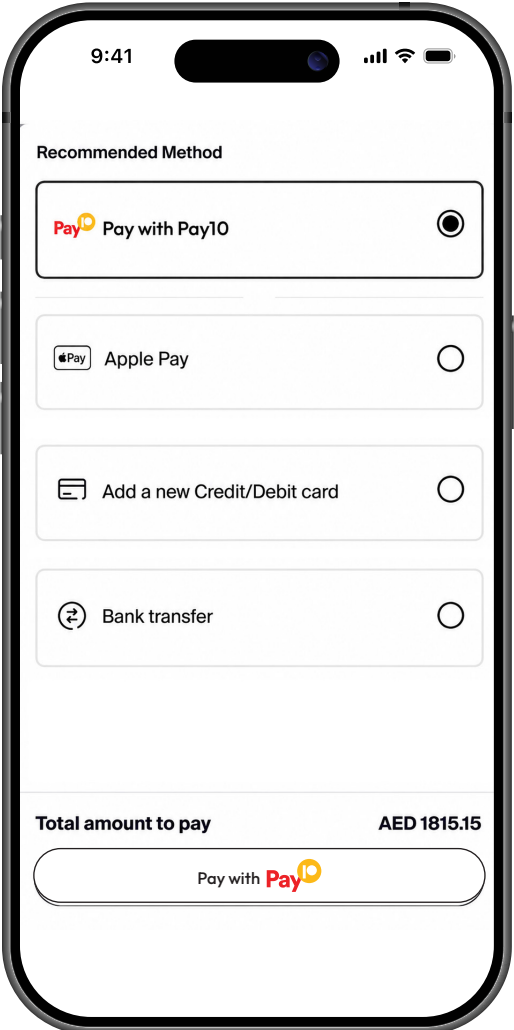 9:41
Recommended Method
Pay10 Pay with Pay10
Pay Apple Pay
Add a new Credit/Debit card
Bank transfer
Total amount to pay AED 1815.15
Pay with Pay10